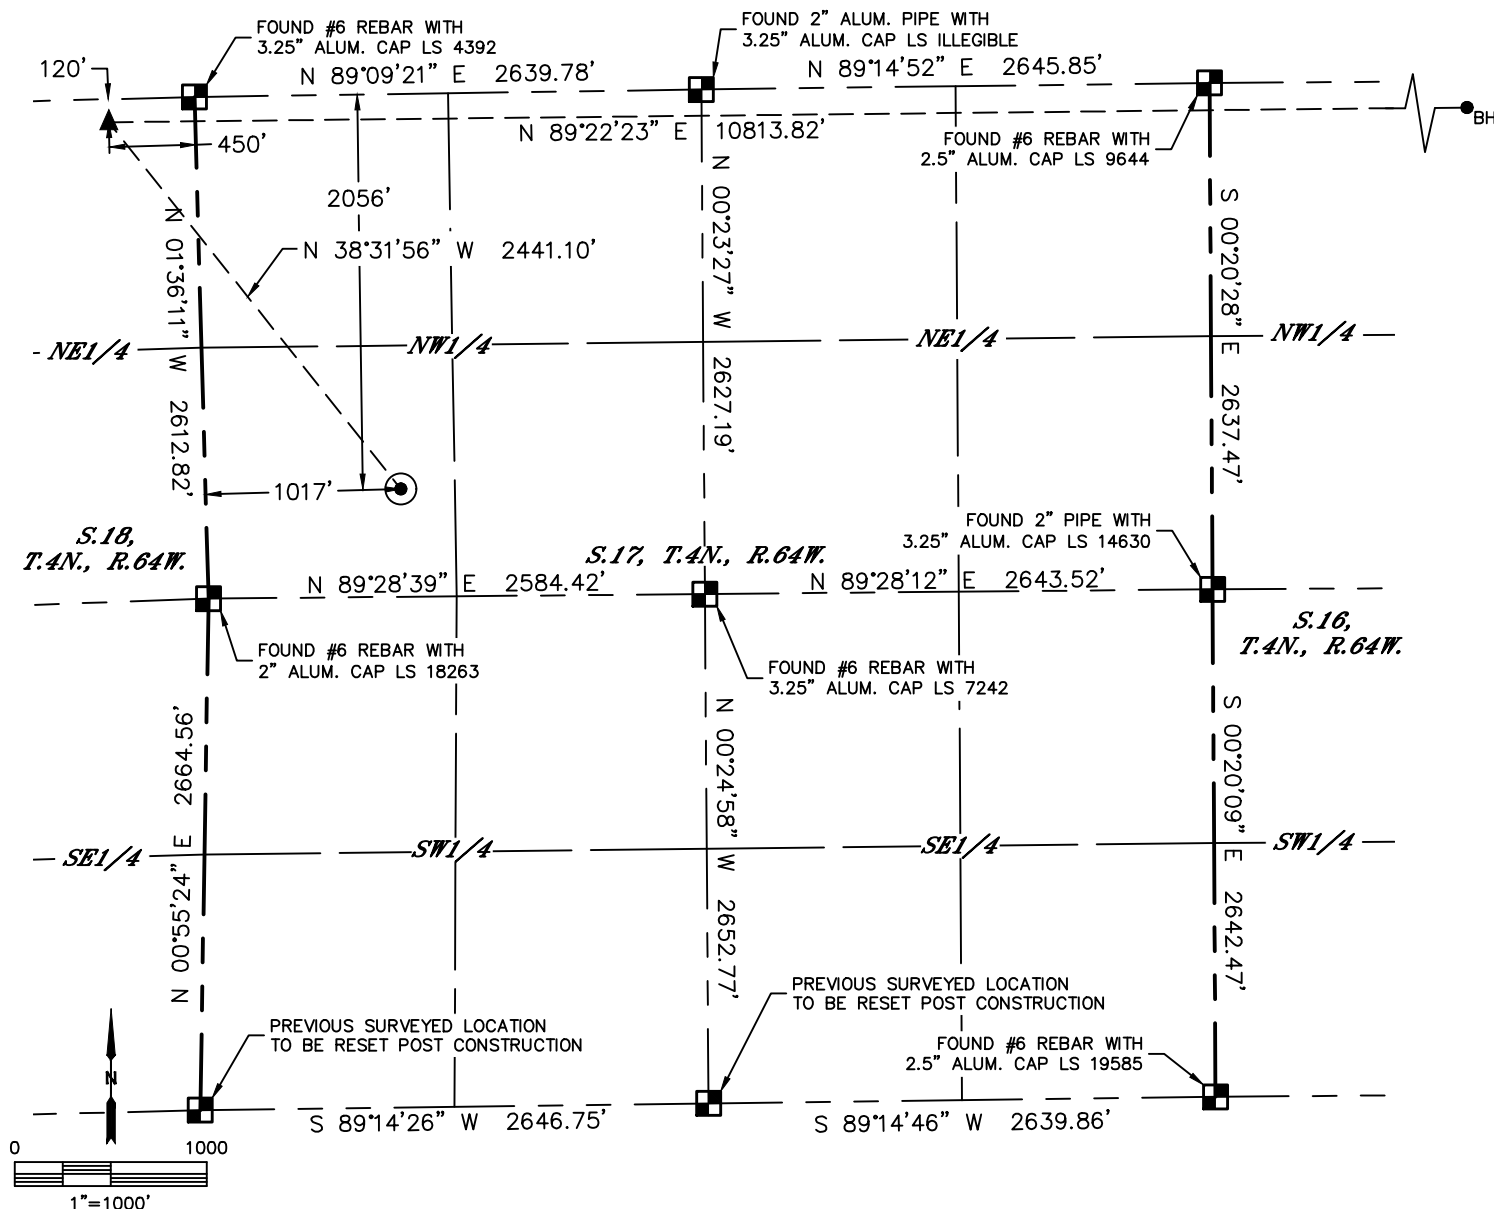 FOUND #6 REBAR WITH
3.25" ALUM. CAP LS 4392
FOUND 2" ALUM. PIPE WITH
3.25" ALUM. CAP LS ILLEGIBLE
120'
N 89°09'21" E 2639.78'
N 89°14'52" E 2645.85'
450'
N 89°22'23" E 10813.82'
FOUND #6 REBAR WITH
2.5" ALUM. CAP LS 9644
BH
2056'
N 38°31'56" W 2441.10'
N 01°36'11" W 2612.82'
N 00°23'27" W 2627.19'
S 00°20'28" E 2637.47'
NE1/4
NW1/4
NE1/4
NW1/4
1017'
S.18,
T.4N., R.64W.
S.17, T.4N., R.64W.
FOUND 2" PIPE WITH
3.25" ALUM. CAP LS 14630
N 89°28'39" E 2584.42'
N 89°28'12" E 2643.52'
S.16,
T.4N., R.64W.
FOUND #6 REBAR WITH
2" ALUM. CAP LS 18263
FOUND #6 REBAR WITH
3.25" ALUM. CAP LS 7242
N 00°55'24" E 2664.56'
N 00°24'58" W 2652.77'
S 00°20'09" E 2642.47'
SE1/4
SW1/4
SE1/4
SW1/4
PREVIOUS SURVEYED LOCATION
TO BE RESET POST CONSTRUCTION
PREVIOUS SURVEYED LOCATION
TO BE RESET POST CONSTRUCTION
FOUND #6 REBAR WITH
2.5" ALUM. CAP LS 19585
N
S 89°14'26" W 2646.75'
S 89°14'46" W 2639.86'
0 1000
1"=1000'